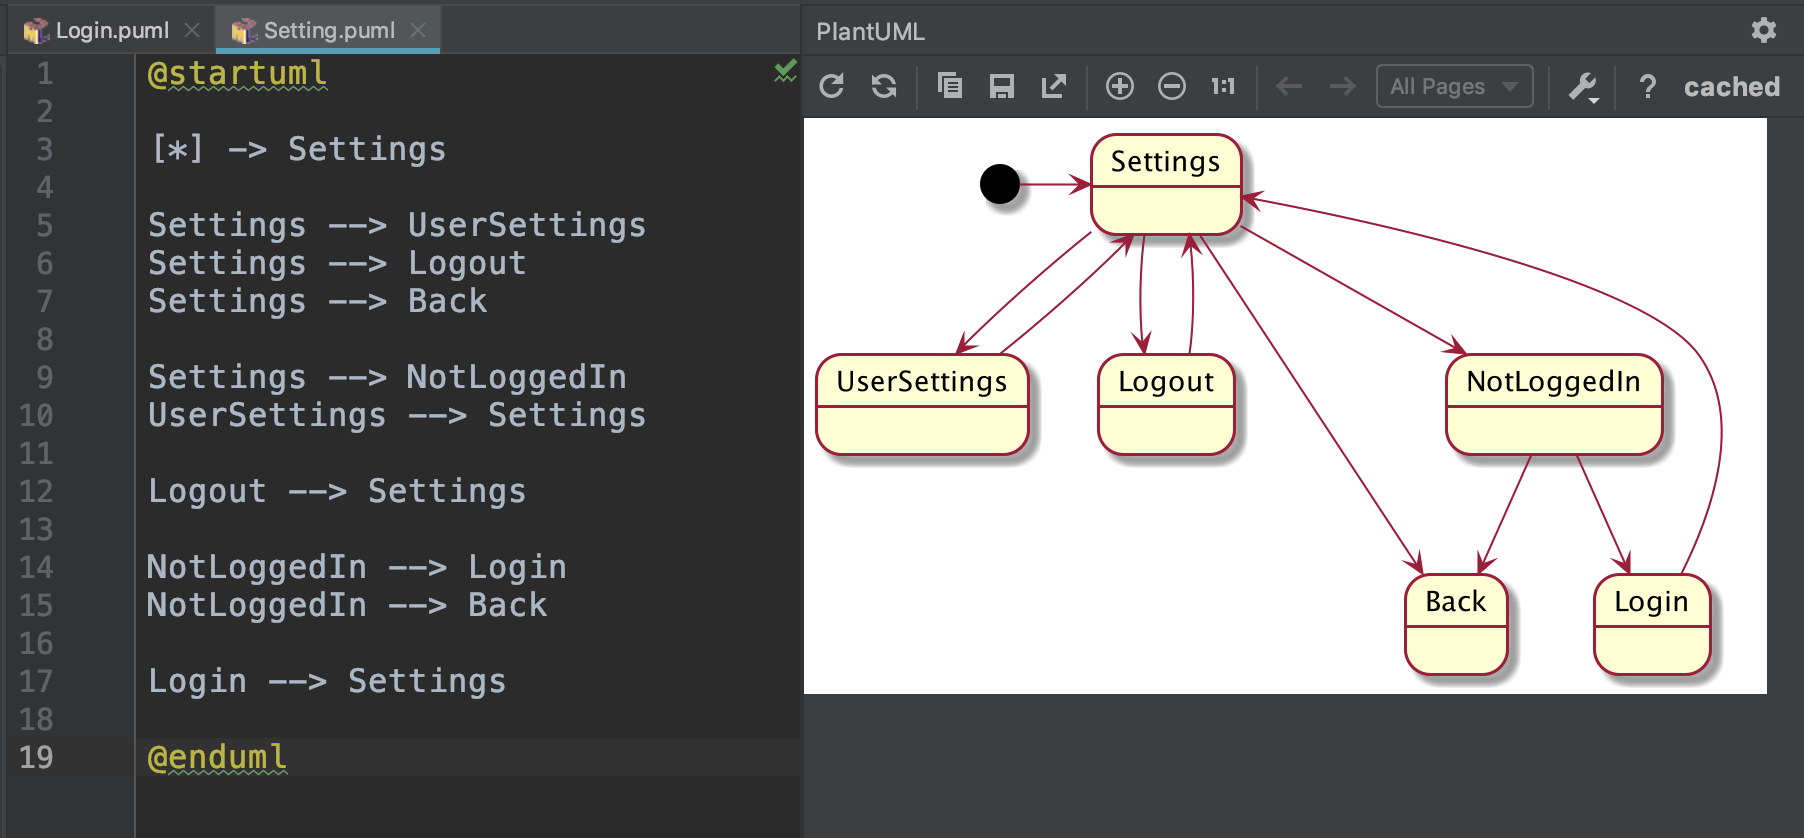 Login.puml
Setting.puml
PlantUML
1:1
All Pages
?
cached
1 @startuml
2
3 [*] -> Settings
4
5 Settings --> UserSettings
6 Settings --> Logout
7 Settings --> Back
8
9 Settings --> NotLoggedIn
10 UserSettings --> Settings
11
12 Logout --> Settings
13
14 NotLoggedIn --> Login
15 NotLoggedIn --> Back
16
17 Login --> Settings
18
19 @enduml
Settings
UserSettings
Logout
NotLoggedIn
Back
Login